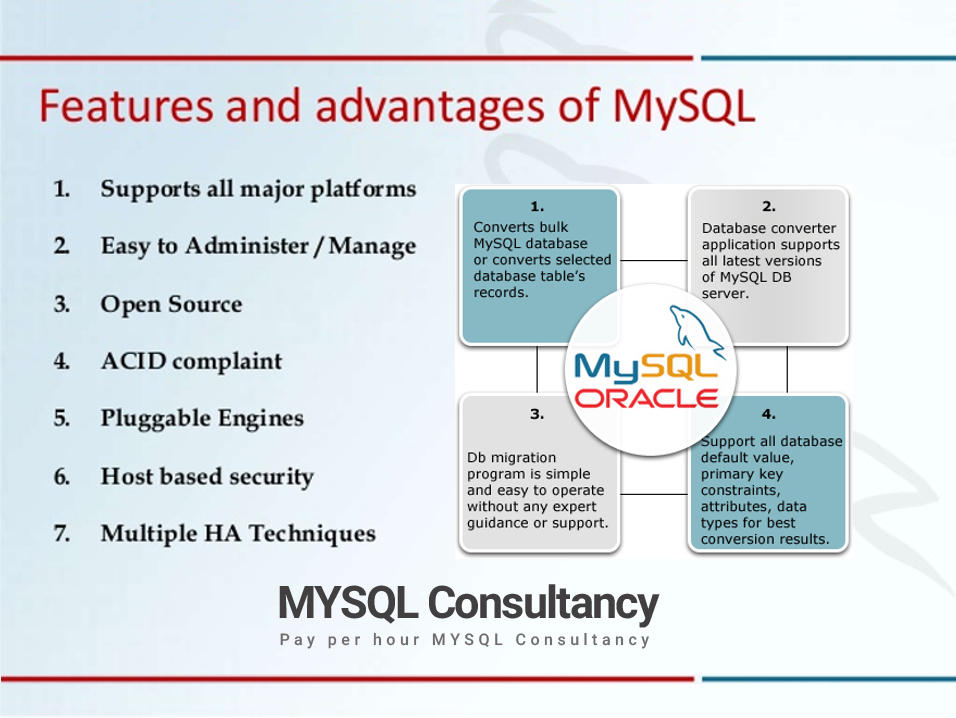 Features and advantages of MySQL
1. Supports all major platforms
2. Easy to Administer / Manage
3. Open Source
4. ACID complaint
5. Pluggable Engines
6. Host based security
7. Multiple HA Techniques
1.
Converts bulk
MySQL database
or converts selected
database table's
records.
2.
Database converter
application supports
all latest versions
of MySQL DB
server.
MySQL
ORACLE
3.
Db migration
program is simple
and easy to operate
without any expert
guidance or support.
4.
Support all database
default value,
primary key
constraints,
attributes, data
types for best
conversion results.
MYSQL Consultancy
Pay per hour MYSQL Consultancy